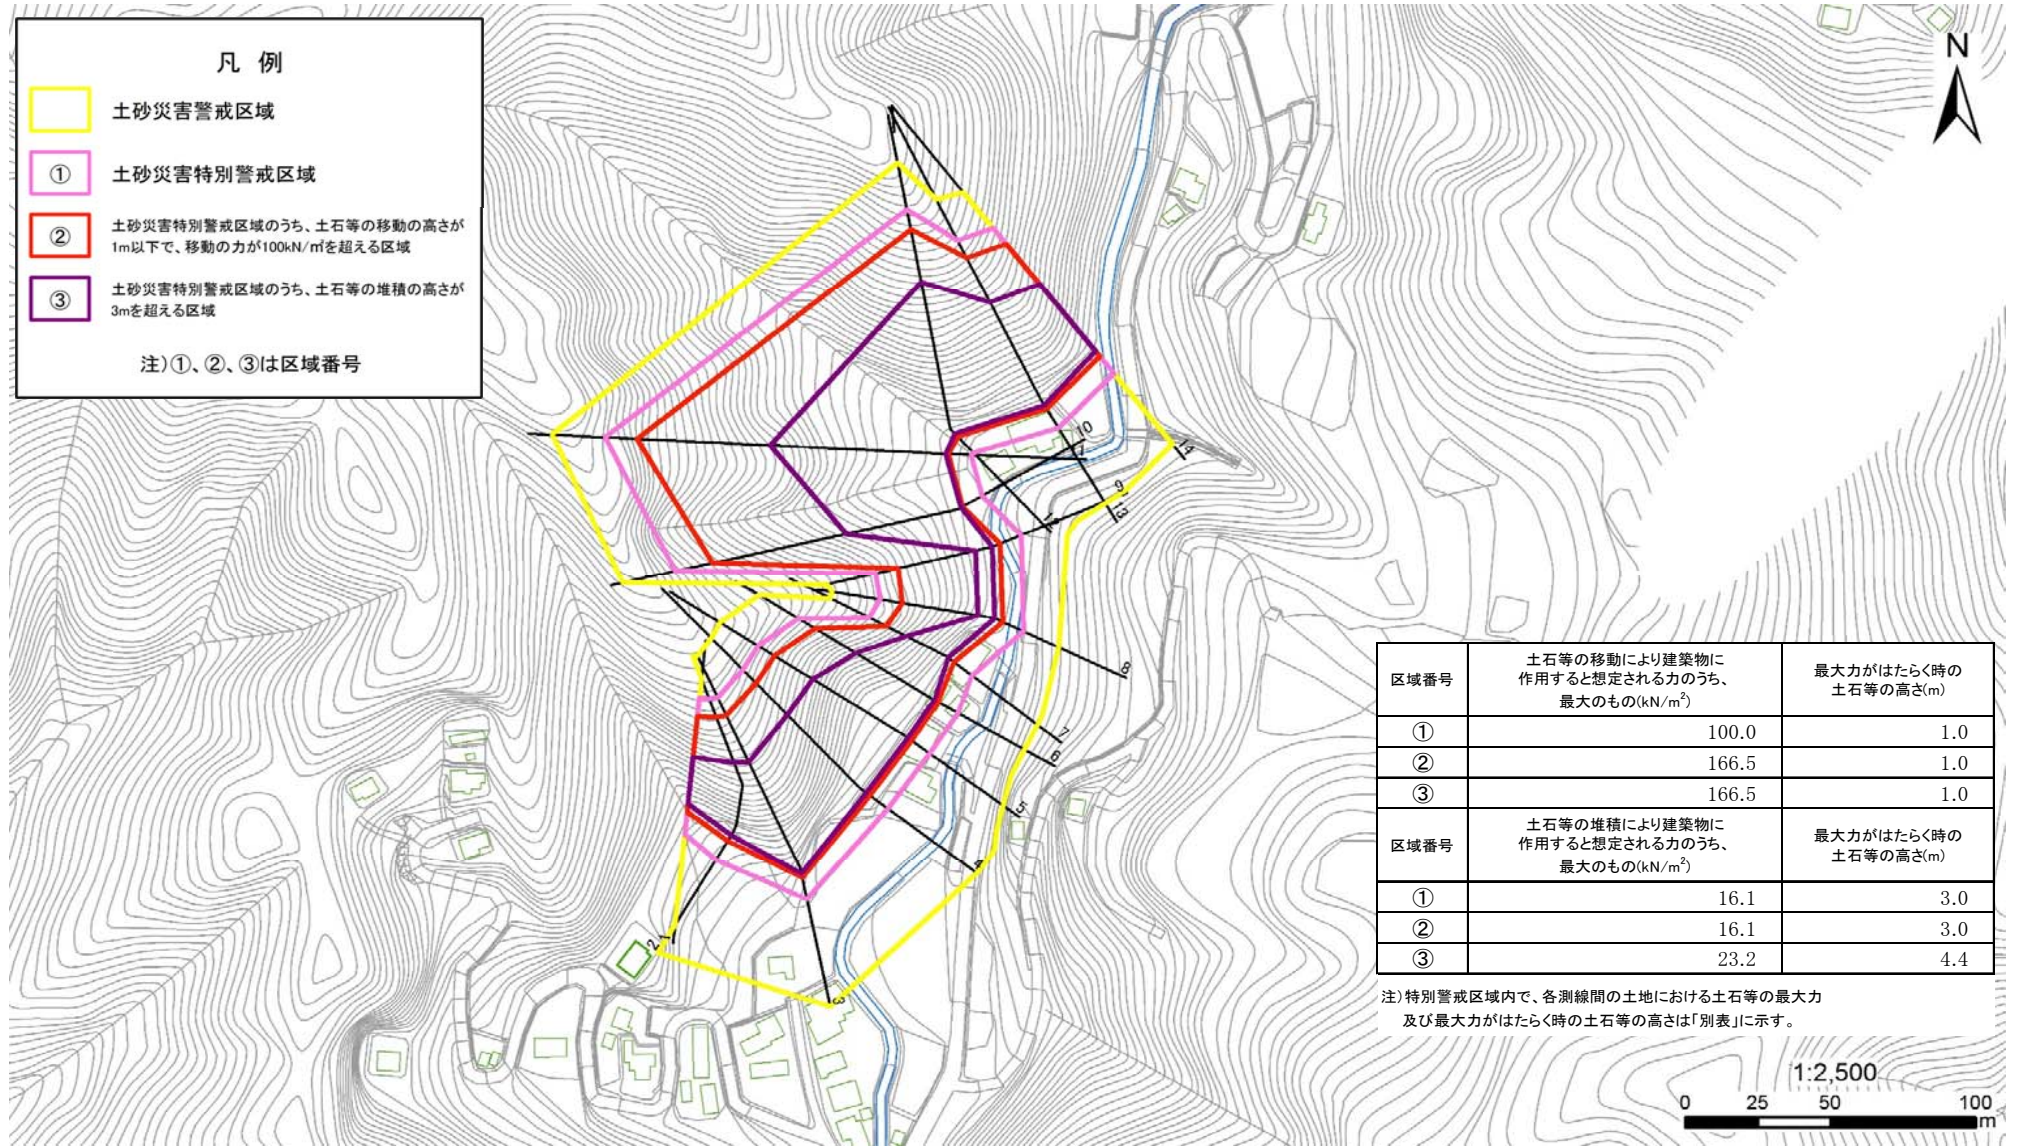 凡 例
土砂災害警戒区域
① 土砂災害特別警戒区域
② 土砂災害特別警戒区域のうち、土石等の移動の高さが
1m以下で、移動の力が100kN/㎡を超える区域
③ 土砂災害特別警戒区域のうち、土石等の堆積の高さが
3mを超える区域
注)①、②、③は区域番号
N
10
14
9
13
8
7
6
5
4
3
2
区域番号
土石等の移動により建築物に
作用すると想定される力のうち、
最大のもの(kN/m²)
最大力がはたらく時の
土石等の高さ(m)
① 100.0 1.0
② 166.5 1.0
③ 166.5 1.0
区域番号
土石等の堆積により建築物に
作用すると想定される力のうち、
最大のもの(kN/m²)
最大力がはたらく時の
土石等の高さ(m)
① 16.1 3.0
② 16.1 3.0
③ 23.2 4.4
注)特別警戒区域内で、各測線間の土地における土石等の最大力
及び最大力がはたらく時の土石等の高さは「別表」に示す。
1:2,500
0 25 50 100
m